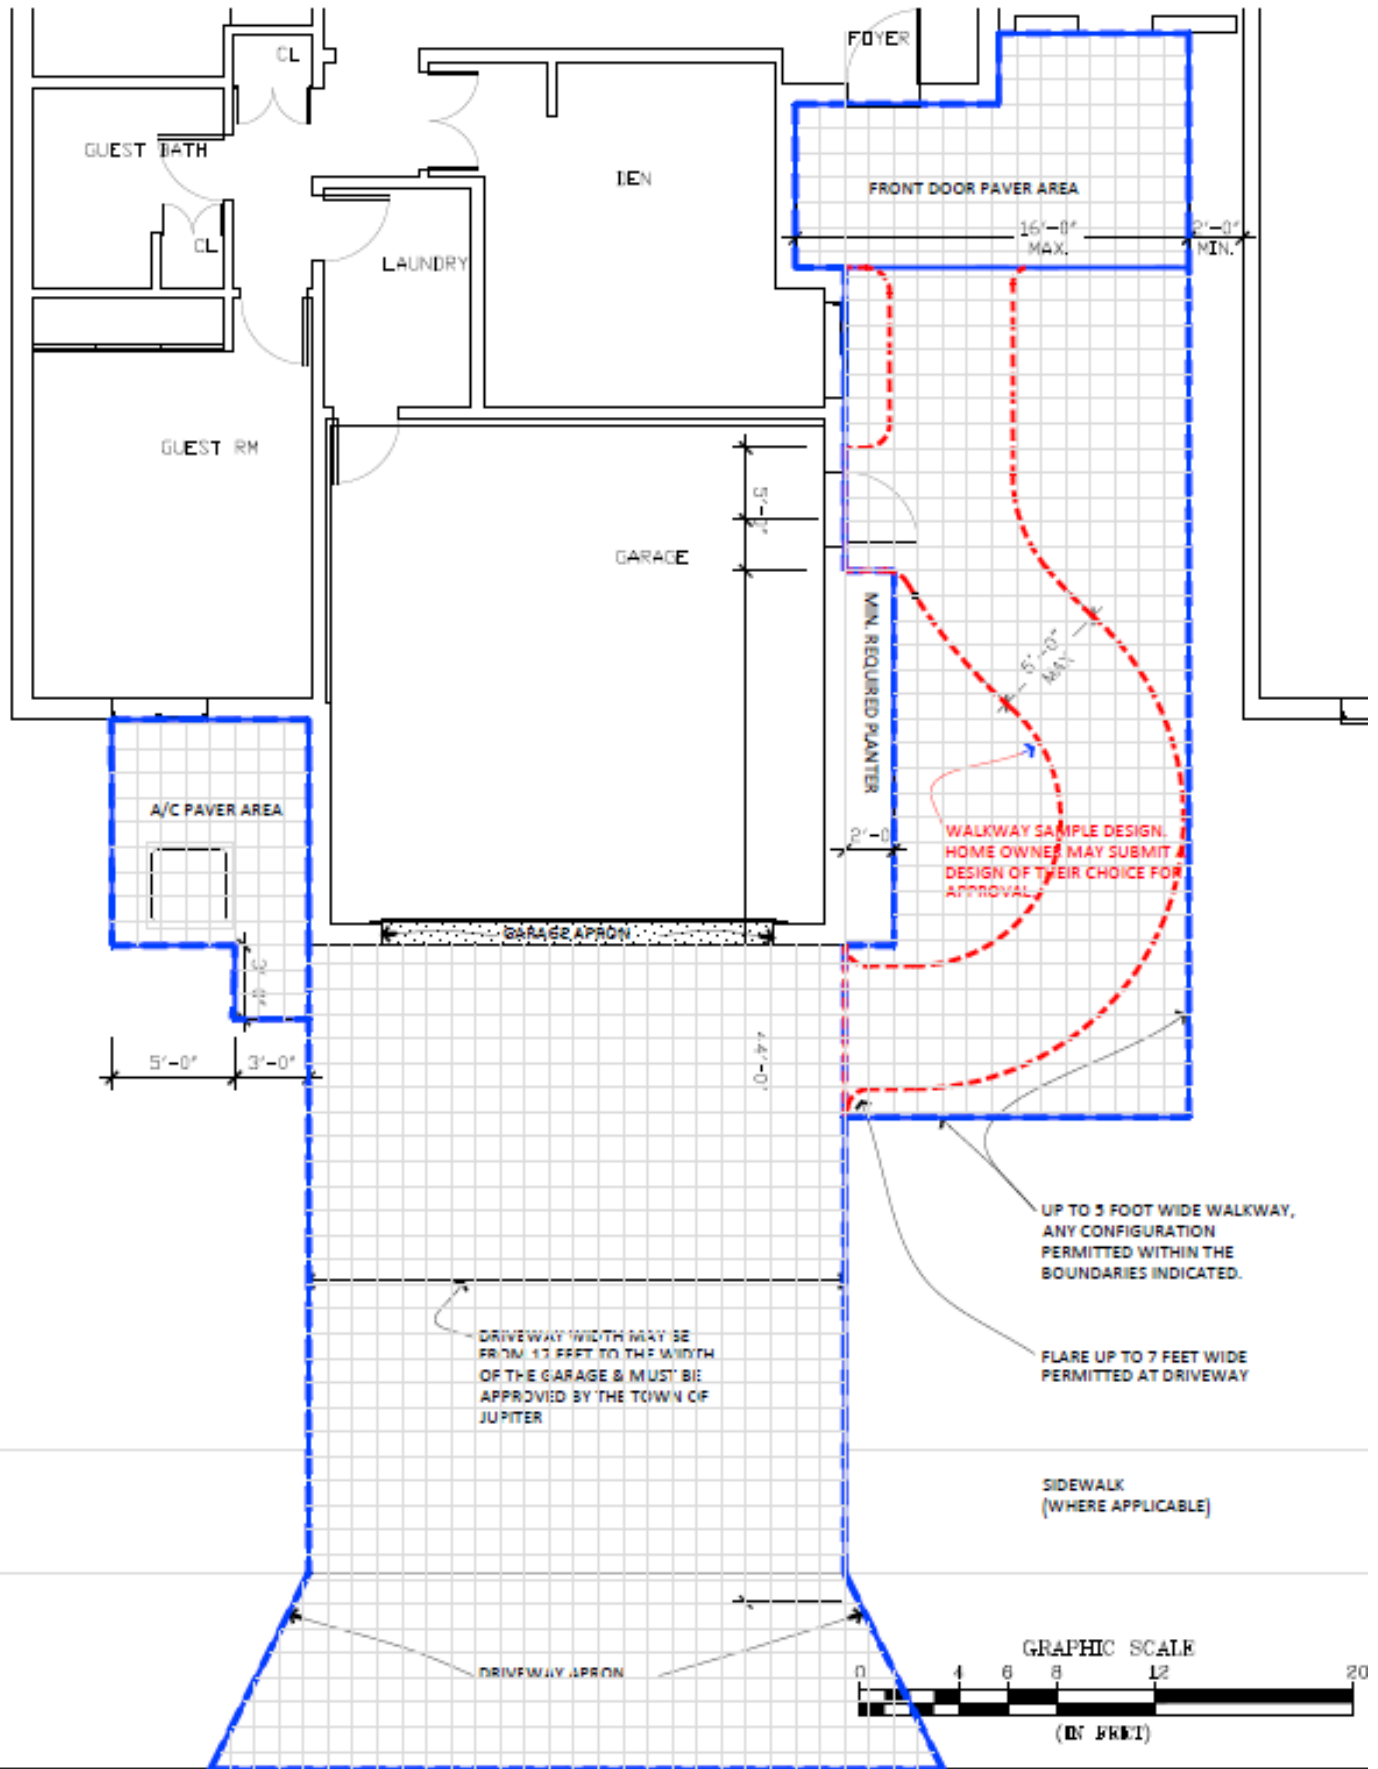 FOYER
CL
GUEST BATH
DEN
FRONT DOOR PAVER AREA
16'-0"
MAX.
2'-0"
MIN.
CL
LAUNDRY
GUEST RM
5'-0"
GARAGE
MIN. REQUIRED PLANTER
MAX
A/C PAVER AREA
2'-0
WALKWAY SAMPLE DESIGN.
HOME OWNER MAY SUBMIT
DESIGN OF THEIR CHOICE FOR
APPROVAL.
GARAGE APRON
3'-0"
5'-0"
3'-0"
UP TO 5 FOOT WIDE WALKWAY,
ANY CONFIGURATION
PERMITTED WITHIN THE
BOUNDARIES INDICATED.
DRIVEWAY WIDTH MAY BE
FROM 17 FEET TO THE WIDTH
OF THE GARAGE & MUST BE
APPROVED BY THE TOWN OF
JUPITER
FLARE UP TO 7 FEET WIDE
PERMITTED AT DRIVEWAY
SIDEWALK
(WHERE APPLICABLE)
DRIVEWAY APRON
GRAPHIC SCALE
0 4 6 8 12 20
(IN FEET)